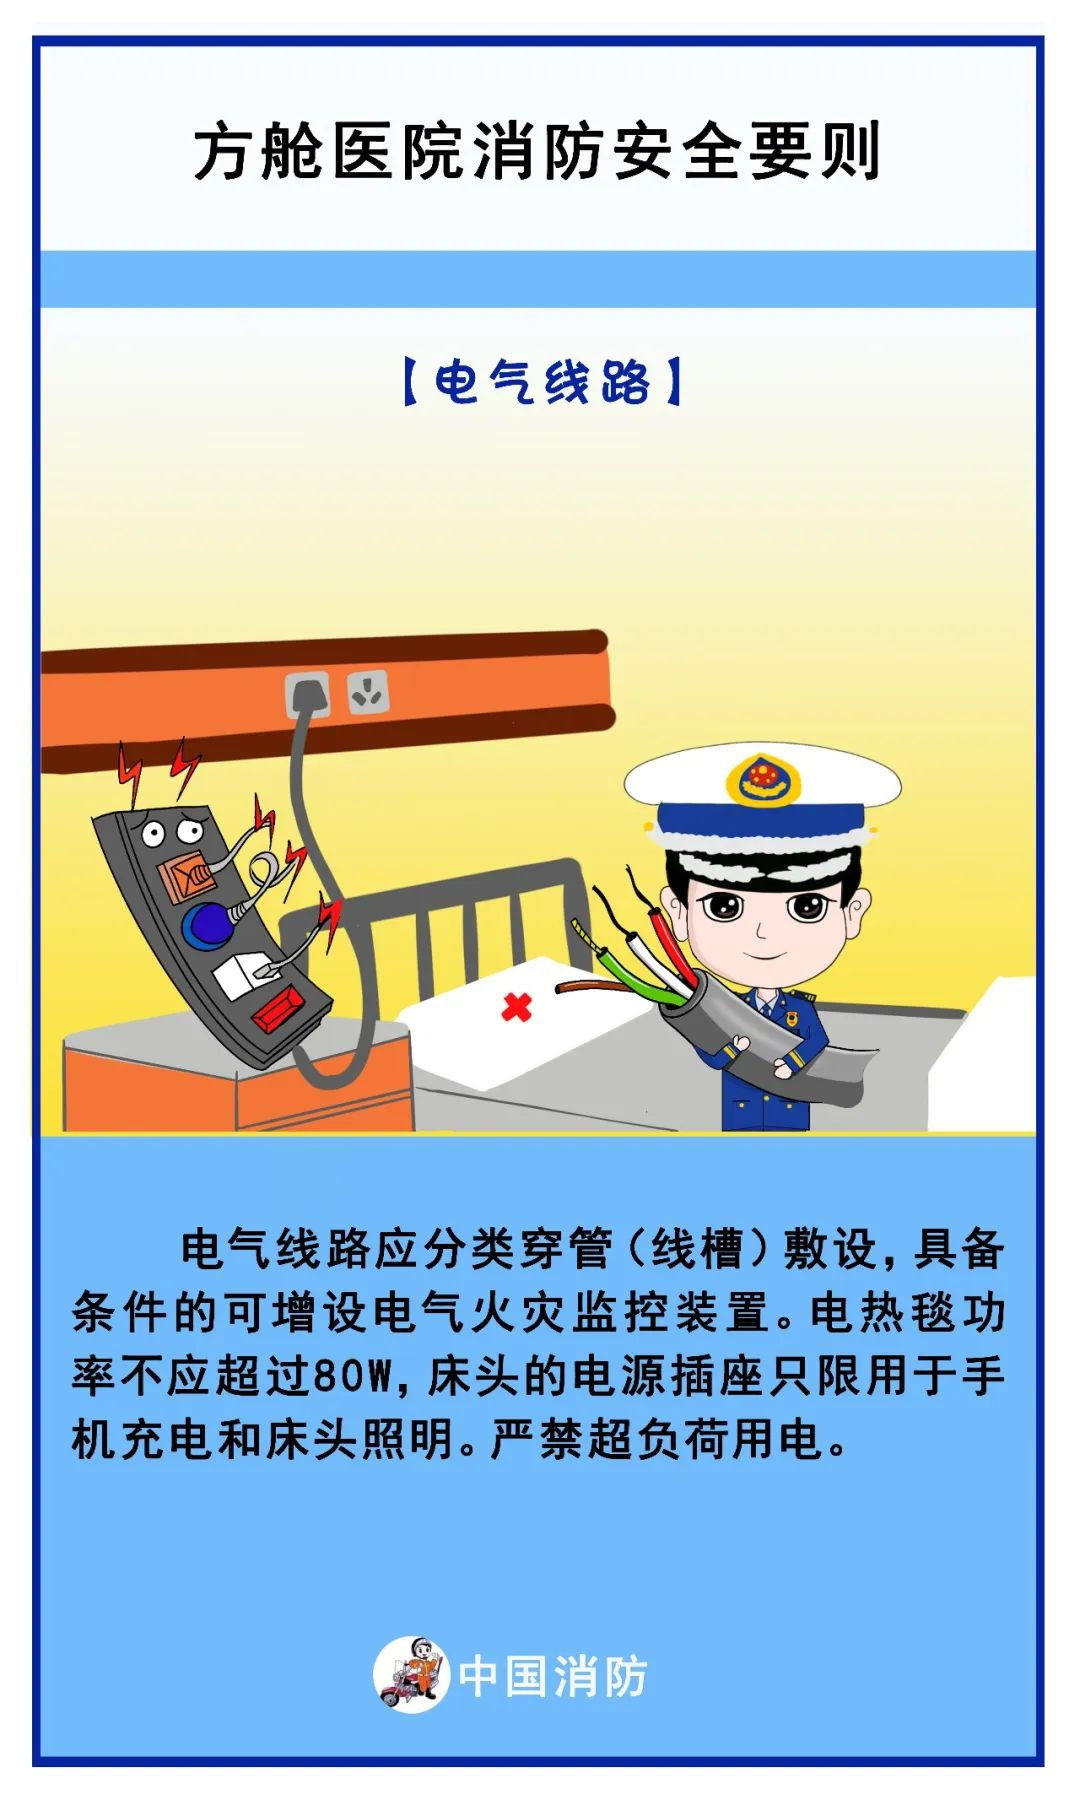 方舱医院消防安全要则
【电气线路】
电气线路应分类穿管（线槽）敷设，具备
条件的可增设电气火灾监控装置。电热毯功
率不应超过80W，床头的电源插座只限用于手
机充电和床头照明。严禁超负荷用电。
中国消防